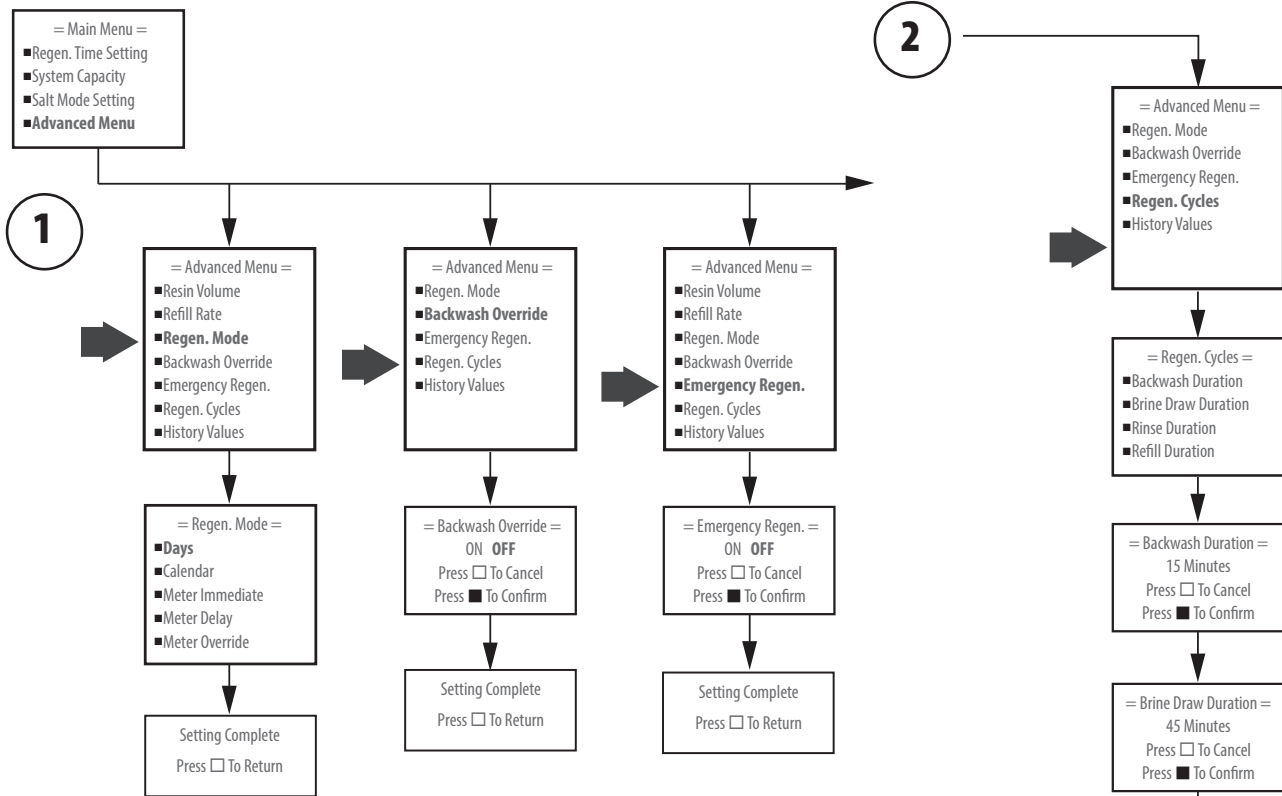 = Main Menu =
■Regen. Time Setting
■System Capacity
■Salt Mode Setting
■Advanced Menu
1
= Advanced Menu =
■Resin Volume
■Refill Rate
■Regen. Mode
■Backwash Override
■Emergency Regen.
■Regen. Cycles
■History Values
= Regen. Mode =
■Days
■Calendar
■Meter Immediate
■Meter Delay
■Meter Override
Setting Complete
Press □ To Return
= Advanced Menu =
■Regen. Mode
■Backwash Override
■Emergency Regen.
■Regen. Cycles
■History Values
= Backwash Override =
ON OFF
Press □ To Cancel
Press ■ To Confirm
Setting Complete
Press □ To Return
= Advanced Menu =
■Resin Volume
■Refill Rate
■Regen. Mode
■Backwash Override
■Emergency Regen.
■Regen. Cycles
■History Values
= Emergency Regen. =
ON OFF
Press □ To Cancel
Press ■ To Confirm
Setting Complete
Press □ To Return
2
= Advanced Menu =
■Regen. Mode
■Backwash Override
■Emergency Regen.
■Regen. Cycles
■History Values
= Regen. Cycles =
■Backwash Duration
■Brine Draw Duration
■Rinse Duration
■Refill Duration
= Backwash Duration =
15 Minutes
Press □ To Cancel
Press ■ To Confirm
= Brine Draw Duration =
45 Minutes
Press □ To Cancel
Press ■ To Confirm